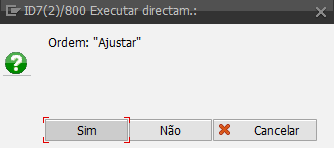 ID7(2)/800 Executar directam.:
Ordem: "Ajustar"
Sim
Não
Cancelar